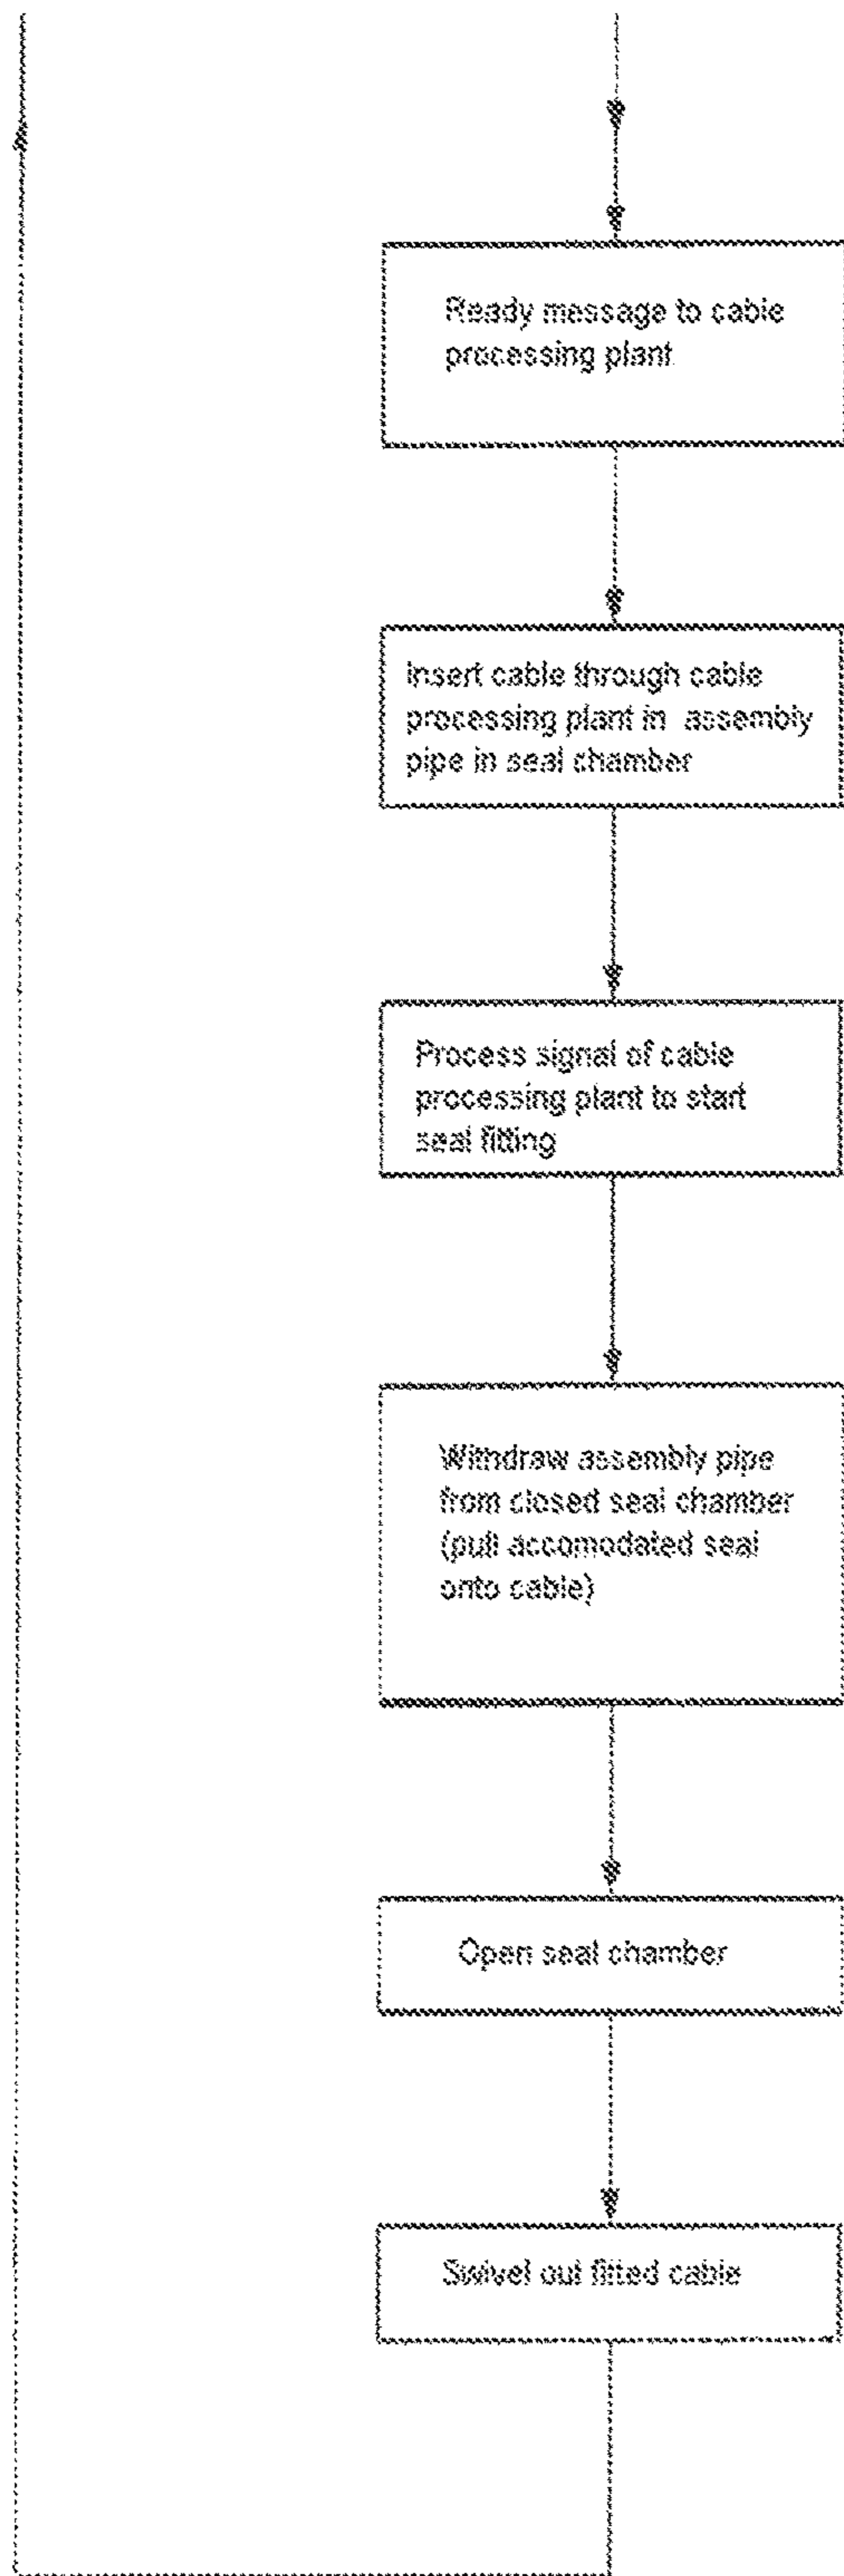 Ready message to cable
processing plant
Insert cable through cable
processing plant in assembly
pipe in seal chamber
Process signal of cable
processing plant to start
seal fitting
Withdraw assembly pipe
from closed seal chamber
(pull accomodated seal
onto cable)
Open seal chamber
Swivel out fitted cable